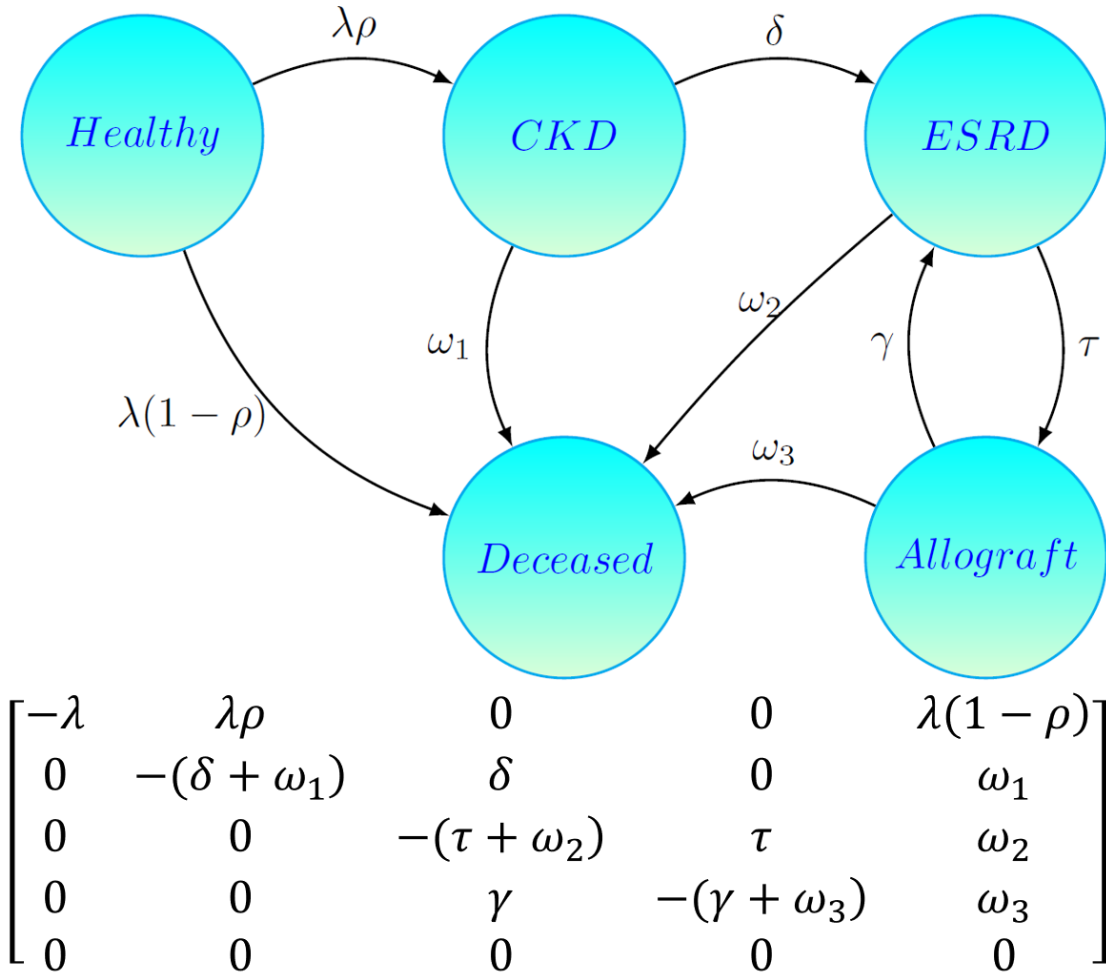 λρ
δ
Healthy
CKD
ESRD
ω₂
ω₁
γ
τ
λ(1 − ρ)
ω₃
Deceased
Allograft
−λ λρ 0 0 λ(1 − ρ)
0 −(δ + ω₁) δ 0 ω₁
0 0 −(τ + ω₂) τ ω₂
0 0 γ −(γ + ω₃) ω₃
0 0 0 0 0